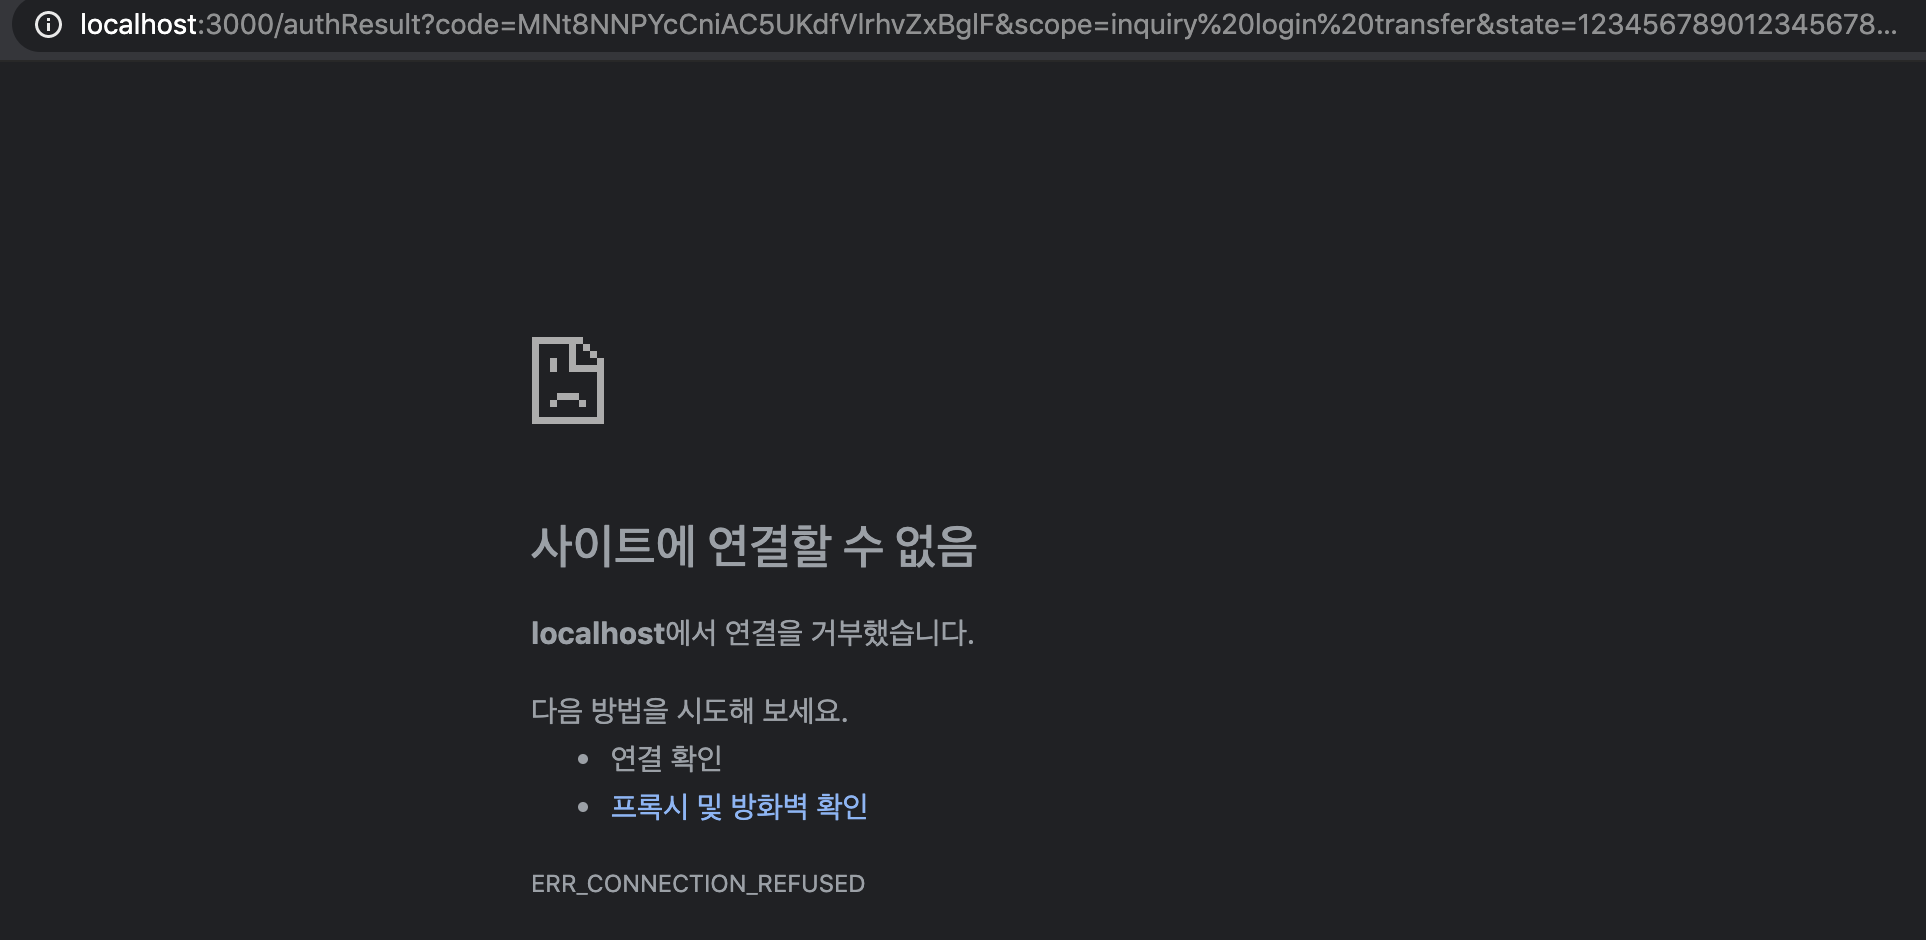 localhost:3000/authResult?code=MNt8NNPYcCniAC5UKdfVlrhvZxBglF&scope=inquiry%20login%20transfer&state=123456789012345678...
사이트에 연결할 수 없음
localhost에서 연결을 거부했습니다.
다음 방법을 시도해 보세요.
• 연결 확인
• 프록시 및 방화벽 확인
ERR_CONNECTION_REFUSED